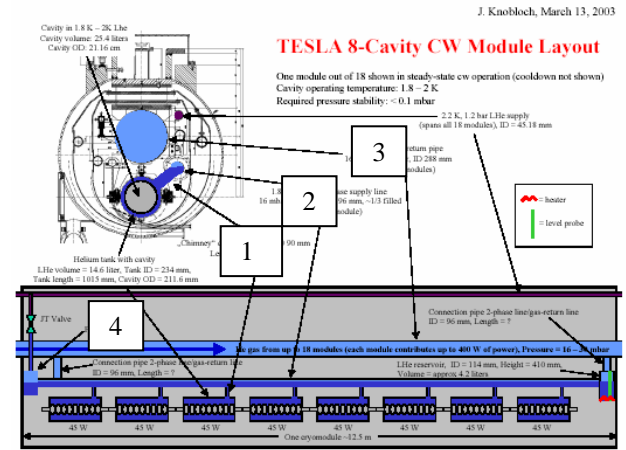 J. Knobloch, March 13, 2003
Cavity in 1.8 K – 2K Lhe
Cavity volume: 25.4 liters
Cavity OD: 21.16 cm
TESLA 8-Cavity CW Module Layout
One module out of 18 shown in steady-state cw operation (cooldown not shown)
Cavity operating temperature: 1.8 – 2 K
Required pressure stability: < 0.1 mbar
2.2 K, 1.2 bar LHe supply
(spans all 18 modules), ID = 45.18 mm
3
return pipe
ID 288 mm
modules)
2
1.8
supply line
16 mb
96 mm, ~1/3 filled
module)
= heater
= level probe
1
„Chimney“
90 mm
Helium tank with cavity
LHe volume = 14.6 liter, Tank ID = 234 mm,
Tank length = 1015 mm, Cavity OD = 211.6 mm
4
JT Valve
Connection pipe 2-phase line/gas-return line
ID = 96 mm, Length = ?
He gas from up to 18 modules (each module contributes up to 400 W of power), Pressure = 16 – mbar
Connection pipe 2-phase line/gas-return line
ID = 96 mm, Length = ?
LHe reservoir, ID = 114 mm, Height = 410 mm,
Volume = approx 4.2 liters
45 W 45 W 45 W 45 W 45 W 45 W 45 W 45 W
One cryomodule ~12.5 m